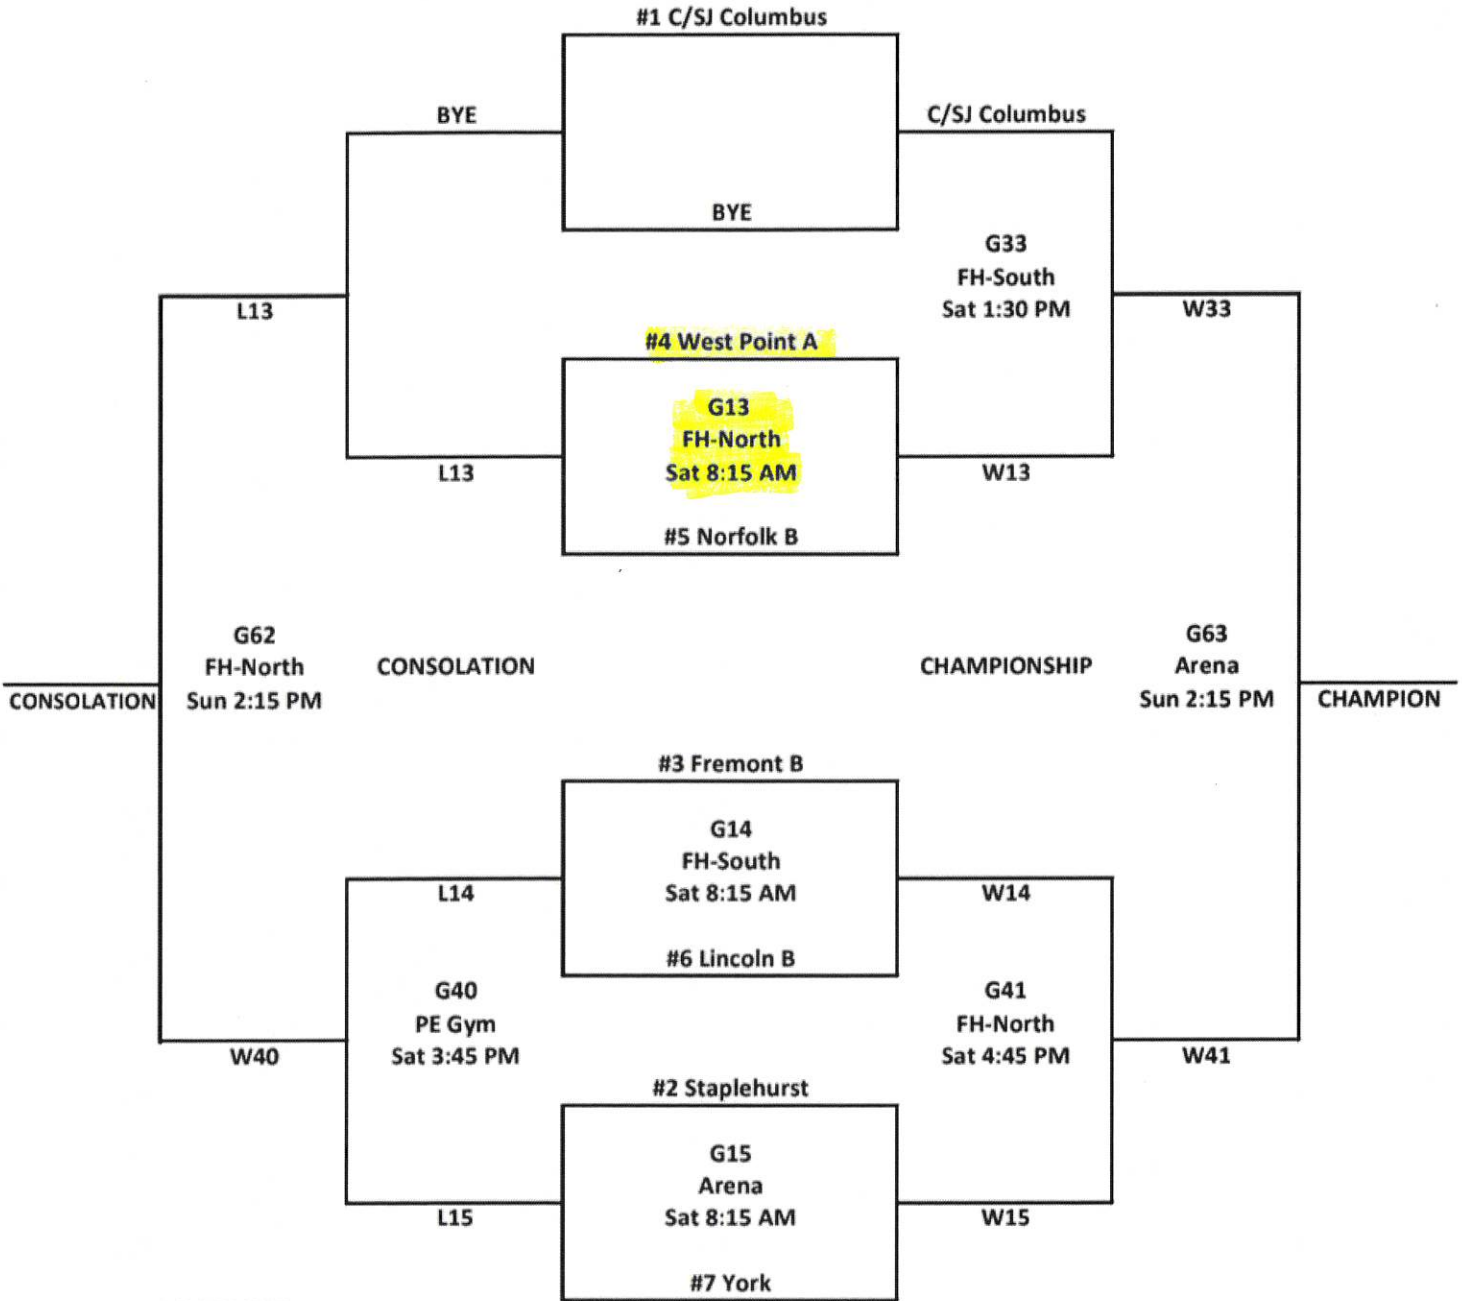 #1 C/SJ Columbus
BYE
C/SJ Columbus
BYE
G33
FH-South
Sat 1:30 PM
L13
W33
#4 West Point A
G13
FH-North
Sat 8:15 AM
L13
W13
#5 Norfolk B
G62
FH-North
Sun 2:15 PM
CONSOLATION
CONSOLATION
CHAMPIONSHIP
G63
Arena
Sun 2:15 PM
CHAMPION
#3 Fremont B
G14
FH-South
Sat 8:15 AM
L14
W14
#6 Lincoln B
G40
PE Gym
Sat 3:45 PM
G41
FH-North
Sat 4:45 PM
W40
W41
#2 Staplehurst
G15
Arena
Sat 8:15 AM
L15
W15
#7 York